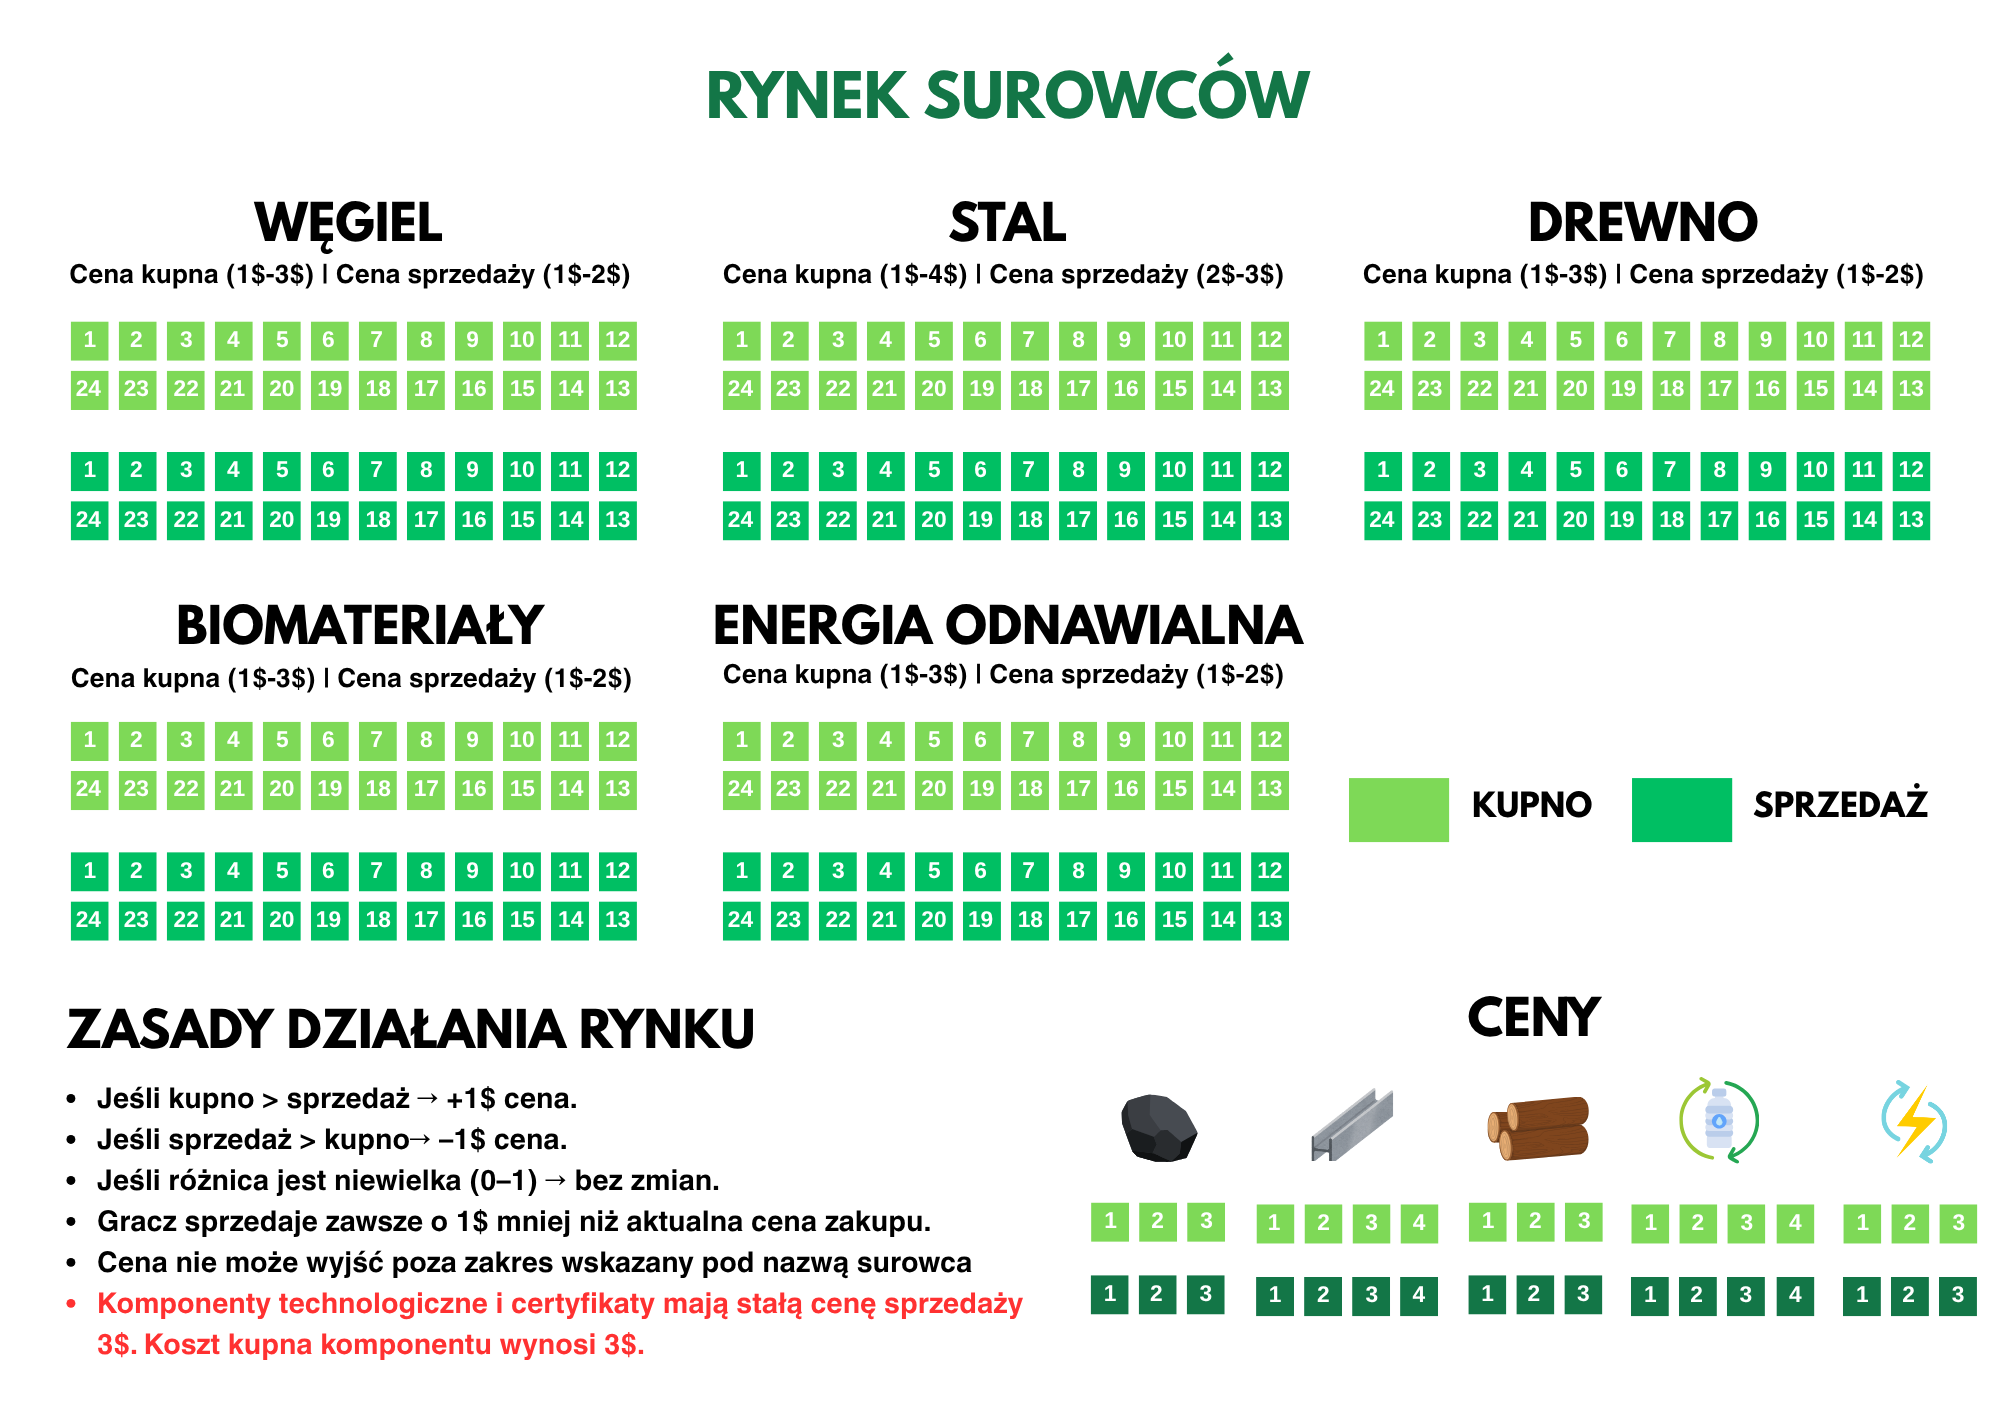 RYNEK SUROWCÓW
WĘGIEL
Cena kupna (1$-3$) | Cena sprzedaży (1$-2$)
1 2 3 4 5 6 7 8 9 10 11 12
24 23 22 21 20 19 18 17 16 15 14 13
1 2 3 4 5 6 7 8 9 10 11 12
24 23 22 21 20 19 18 17 16 15 14 13
STAL
Cena kupna (1$-4$) | Cena sprzedaży (2$-3$)
1 2 3 4 5 6 7 8 9 10 11 12
24 23 22 21 20 19 18 17 16 15 14 13
1 2 3 4 5 6 7 8 9 10 11 12
24 23 22 21 20 19 18 17 16 15 14 13
DREWNO
Cena kupna (1$-3$) | Cena sprzedaży (1$-2$)
1 2 3 4 5 6 7 8 9 10 11 12
24 23 22 21 20 19 18 17 16 15 14 13
1 2 3 4 5 6 7 8 9 10 11 12
24 23 22 21 20 19 18 17 16 15 14 13
BIOMATERIAŁY
Cena kupna (1$-3$) | Cena sprzedaży (1$-2$)
1 2 3 4 5 6 7 8 9 10 11 12
24 23 22 21 20 19 18 17 16 15 14 13
1 2 3 4 5 6 7 8 9 10 11 12
24 23 22 21 20 19 18 17 16 15 14 13
ENERGIA ODNAWIALNA
Cena kupna (1$-3$) | Cena sprzedaży (1$-2$)
1 2 3 4 5 6 7 8 9 10 11 12
24 23 22 21 20 19 18 17 16 15 14 13
1 2 3 4 5 6 7 8 9 10 11 12
24 23 22 21 20 19 18 17 16 15 14 13
KUPNO SPRZEDAŻ
ZASADY DZIAŁANIA RYNKU
• Jeśli kupno > sprzedaż → +1$ cena.
• Jeśli sprzedaż > kupno→ –1$ cena.
• Jeśli różnica jest niewielka (0–1) → bez zmian.
• Gracz sprzedaje zawsze o 1$ mniej niż aktualna cena zakupu.
• Cena nie może wyjść poza zakres wskazany pod nazwą surowca
• Komponenty technologiczne i certyfikaty mają stałą cenę sprzedaży
3$. Koszt kupna komponentu wynosi 3$.
CENY
1 2 3 1 2 3 4 1 2 3 1 2 3 4 1 2 3
1 2 3 1 2 3 4 1 2 3 1 2 3 4 1 2 3